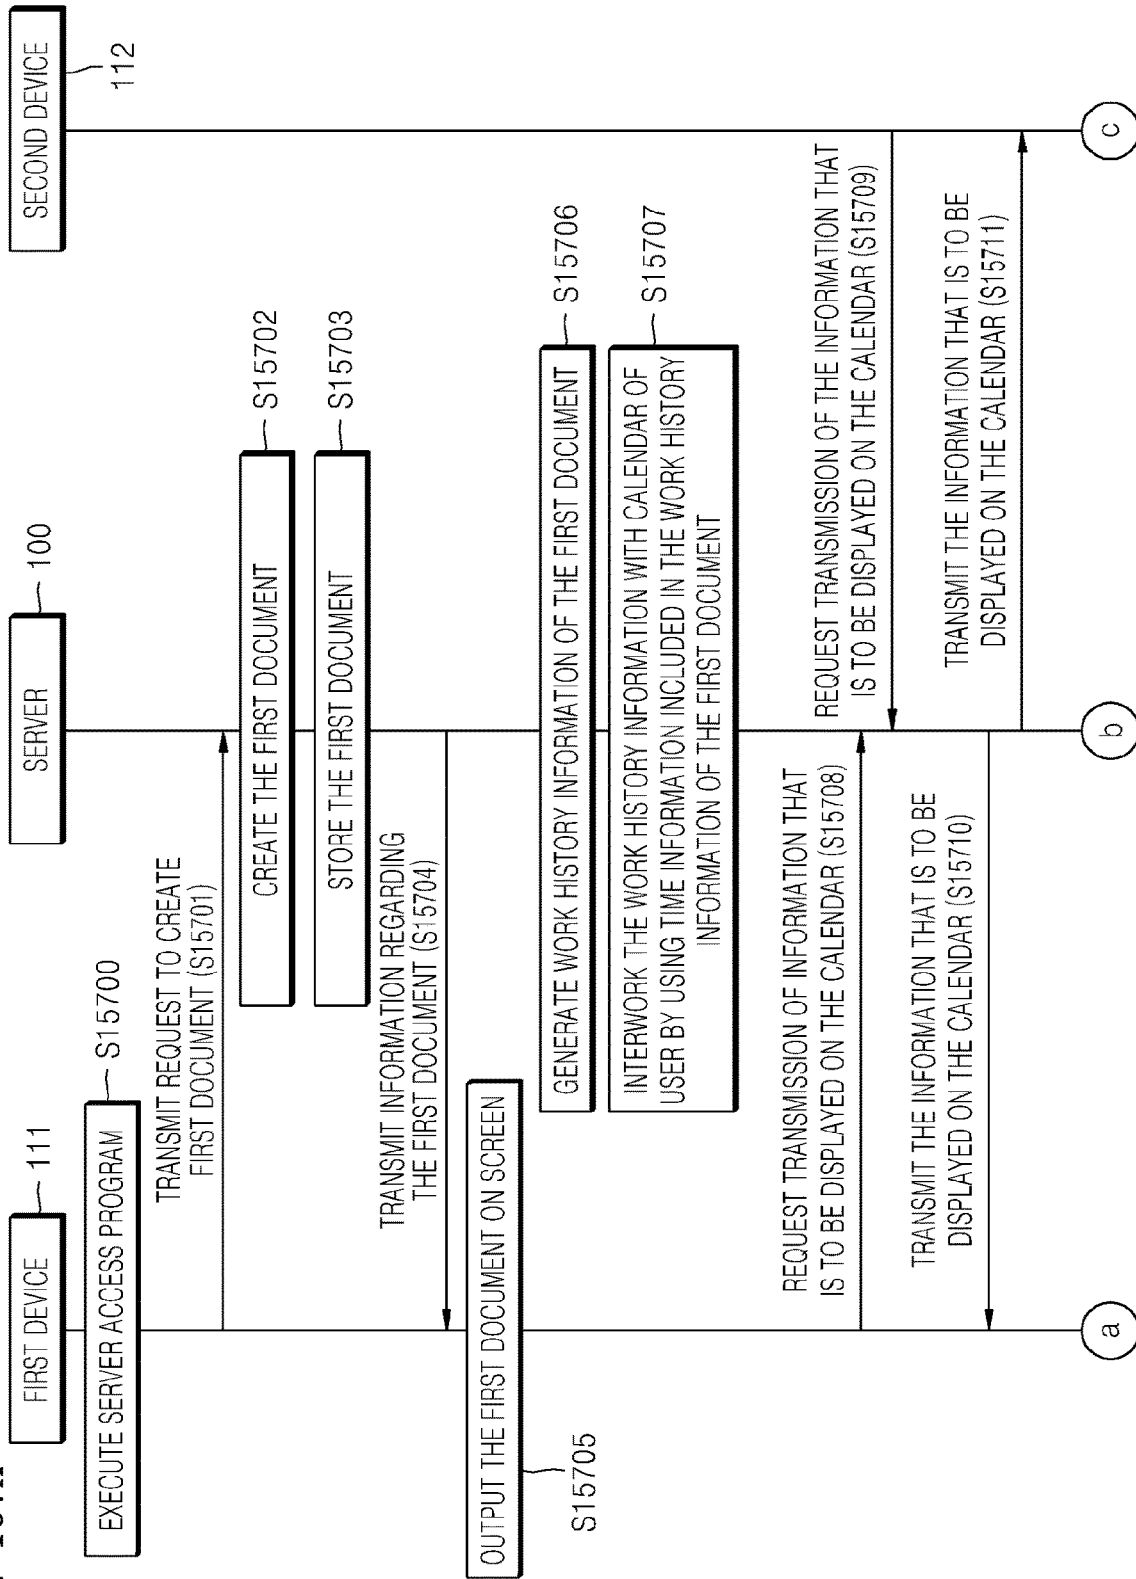 FIRST DEVICE
111
SERVER
100
SECOND DEVICE
112
EXECUTE SERVER ACCESS PROGRAM
S15700
TRANSMIT REQUEST TO CREATE
FIRST DOCUMENT (S15701)
CREATE THE FIRST DOCUMENT
S15702
STORE THE FIRST DOCUMENT
S15703
TRANSMIT INFORMATION REGARDING
THE FIRST DOCUMENT (S15704)
OUTPUT THE FIRST DOCUMENT ON SCREEN
S15705
GENERATE WORK HISTORY INFORMATION OF THE FIRST DOCUMENT
S15706
INTERWORK THE WORK HISTORY INFORMATION WITH CALENDAR OF
USER BY USING TIME INFORMATION INCLUDED IN THE WORK HISTORY
INFORMATION OF THE FIRST DOCUMENT
S15707
REQUEST TRANSMISSION OF INFORMATION THAT
IS TO BE DISPLAYED ON THE CALENDAR (S15708)
REQUEST TRANSMISSION OF THE INFORMATION THAT
IS TO BE DISPLAYED ON THE CALENDAR (S15709)
TRANSMIT THE INFORMATION THAT IS TO BE
DISPLAYED ON THE CALENDAR (S15710)
TRANSMIT THE INFORMATION THAT IS TO BE
DISPLAYED ON THE CALENDAR (S15711)
a
b
c